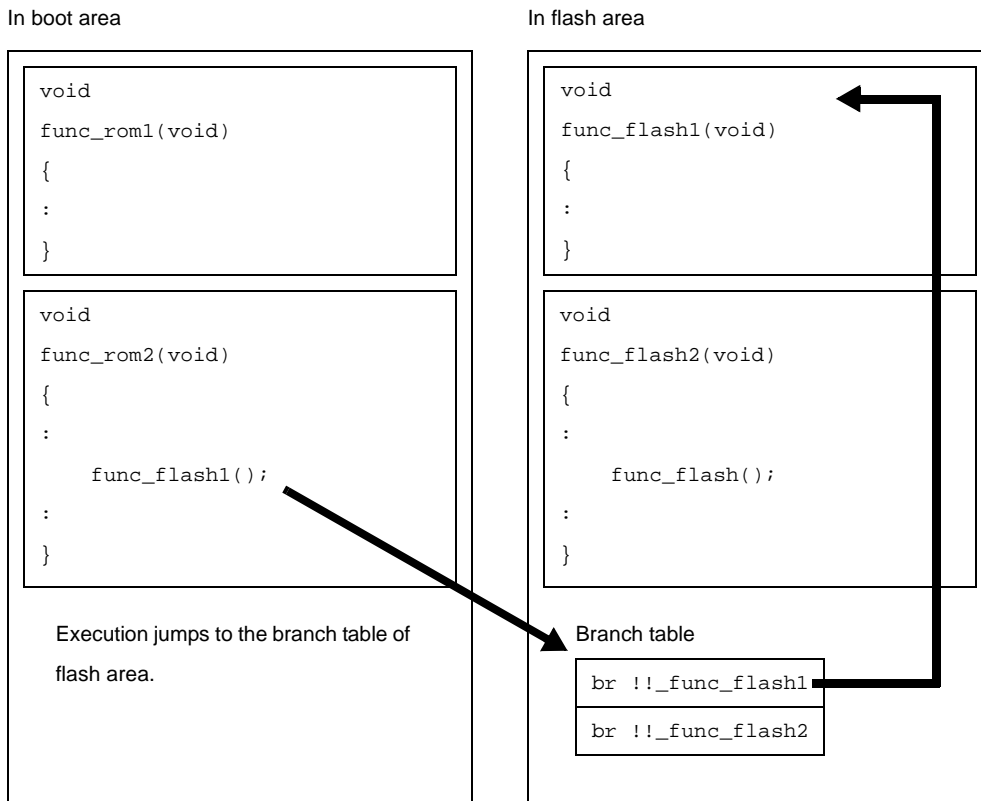 In boot area
void
func_rom1(void)
{
:
}
void
func_rom2(void)
{
:
func_flash1();
:
}
Execution jumps to the branch table of
flash area.
In flash area
void
func_flash1(void)
{
:
}
void
func_flash2(void)
{
:
func_flash();
:
}
Branch table
br !!_func_flash1
br !!_func_flash2